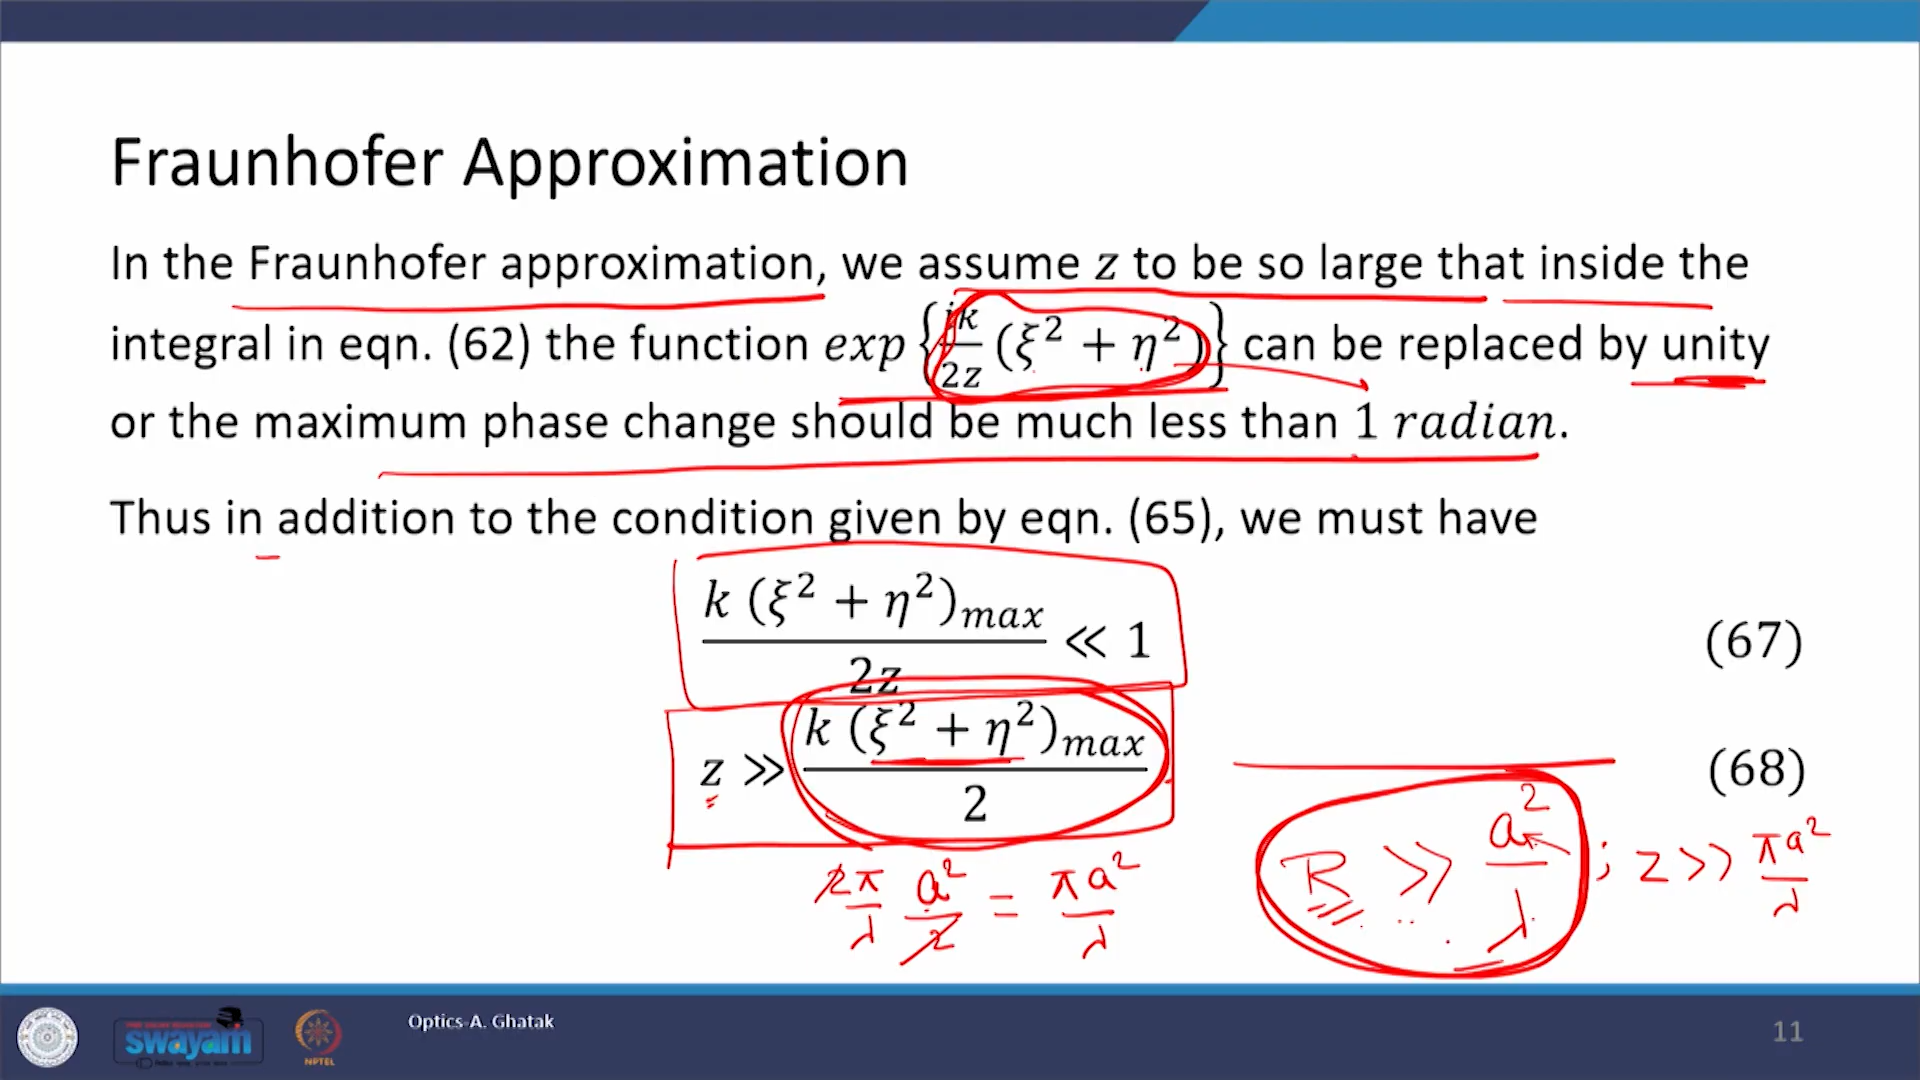 Fraunhofer Approximation
In the Fraunhofer approximation, we assume z to be so large that inside the
integral in eqn. (62) the function exp{ik/2z (ξ² + η²)} can be replaced by unity
or the maximum phase change should be much less than 1 radian.
Thus in addition to the condition given by eqn. (65), we must have
k (ξ² + η²)max / 2z ≪ 1 (67)
z ≫ k (ξ² + η²)max / 2 (68)
2π/λ a²/2 = πa²/λ
R >> a²/λ ; z >> πa²/λ
swayam
NPTEL
Optics-A. Ghatak
11